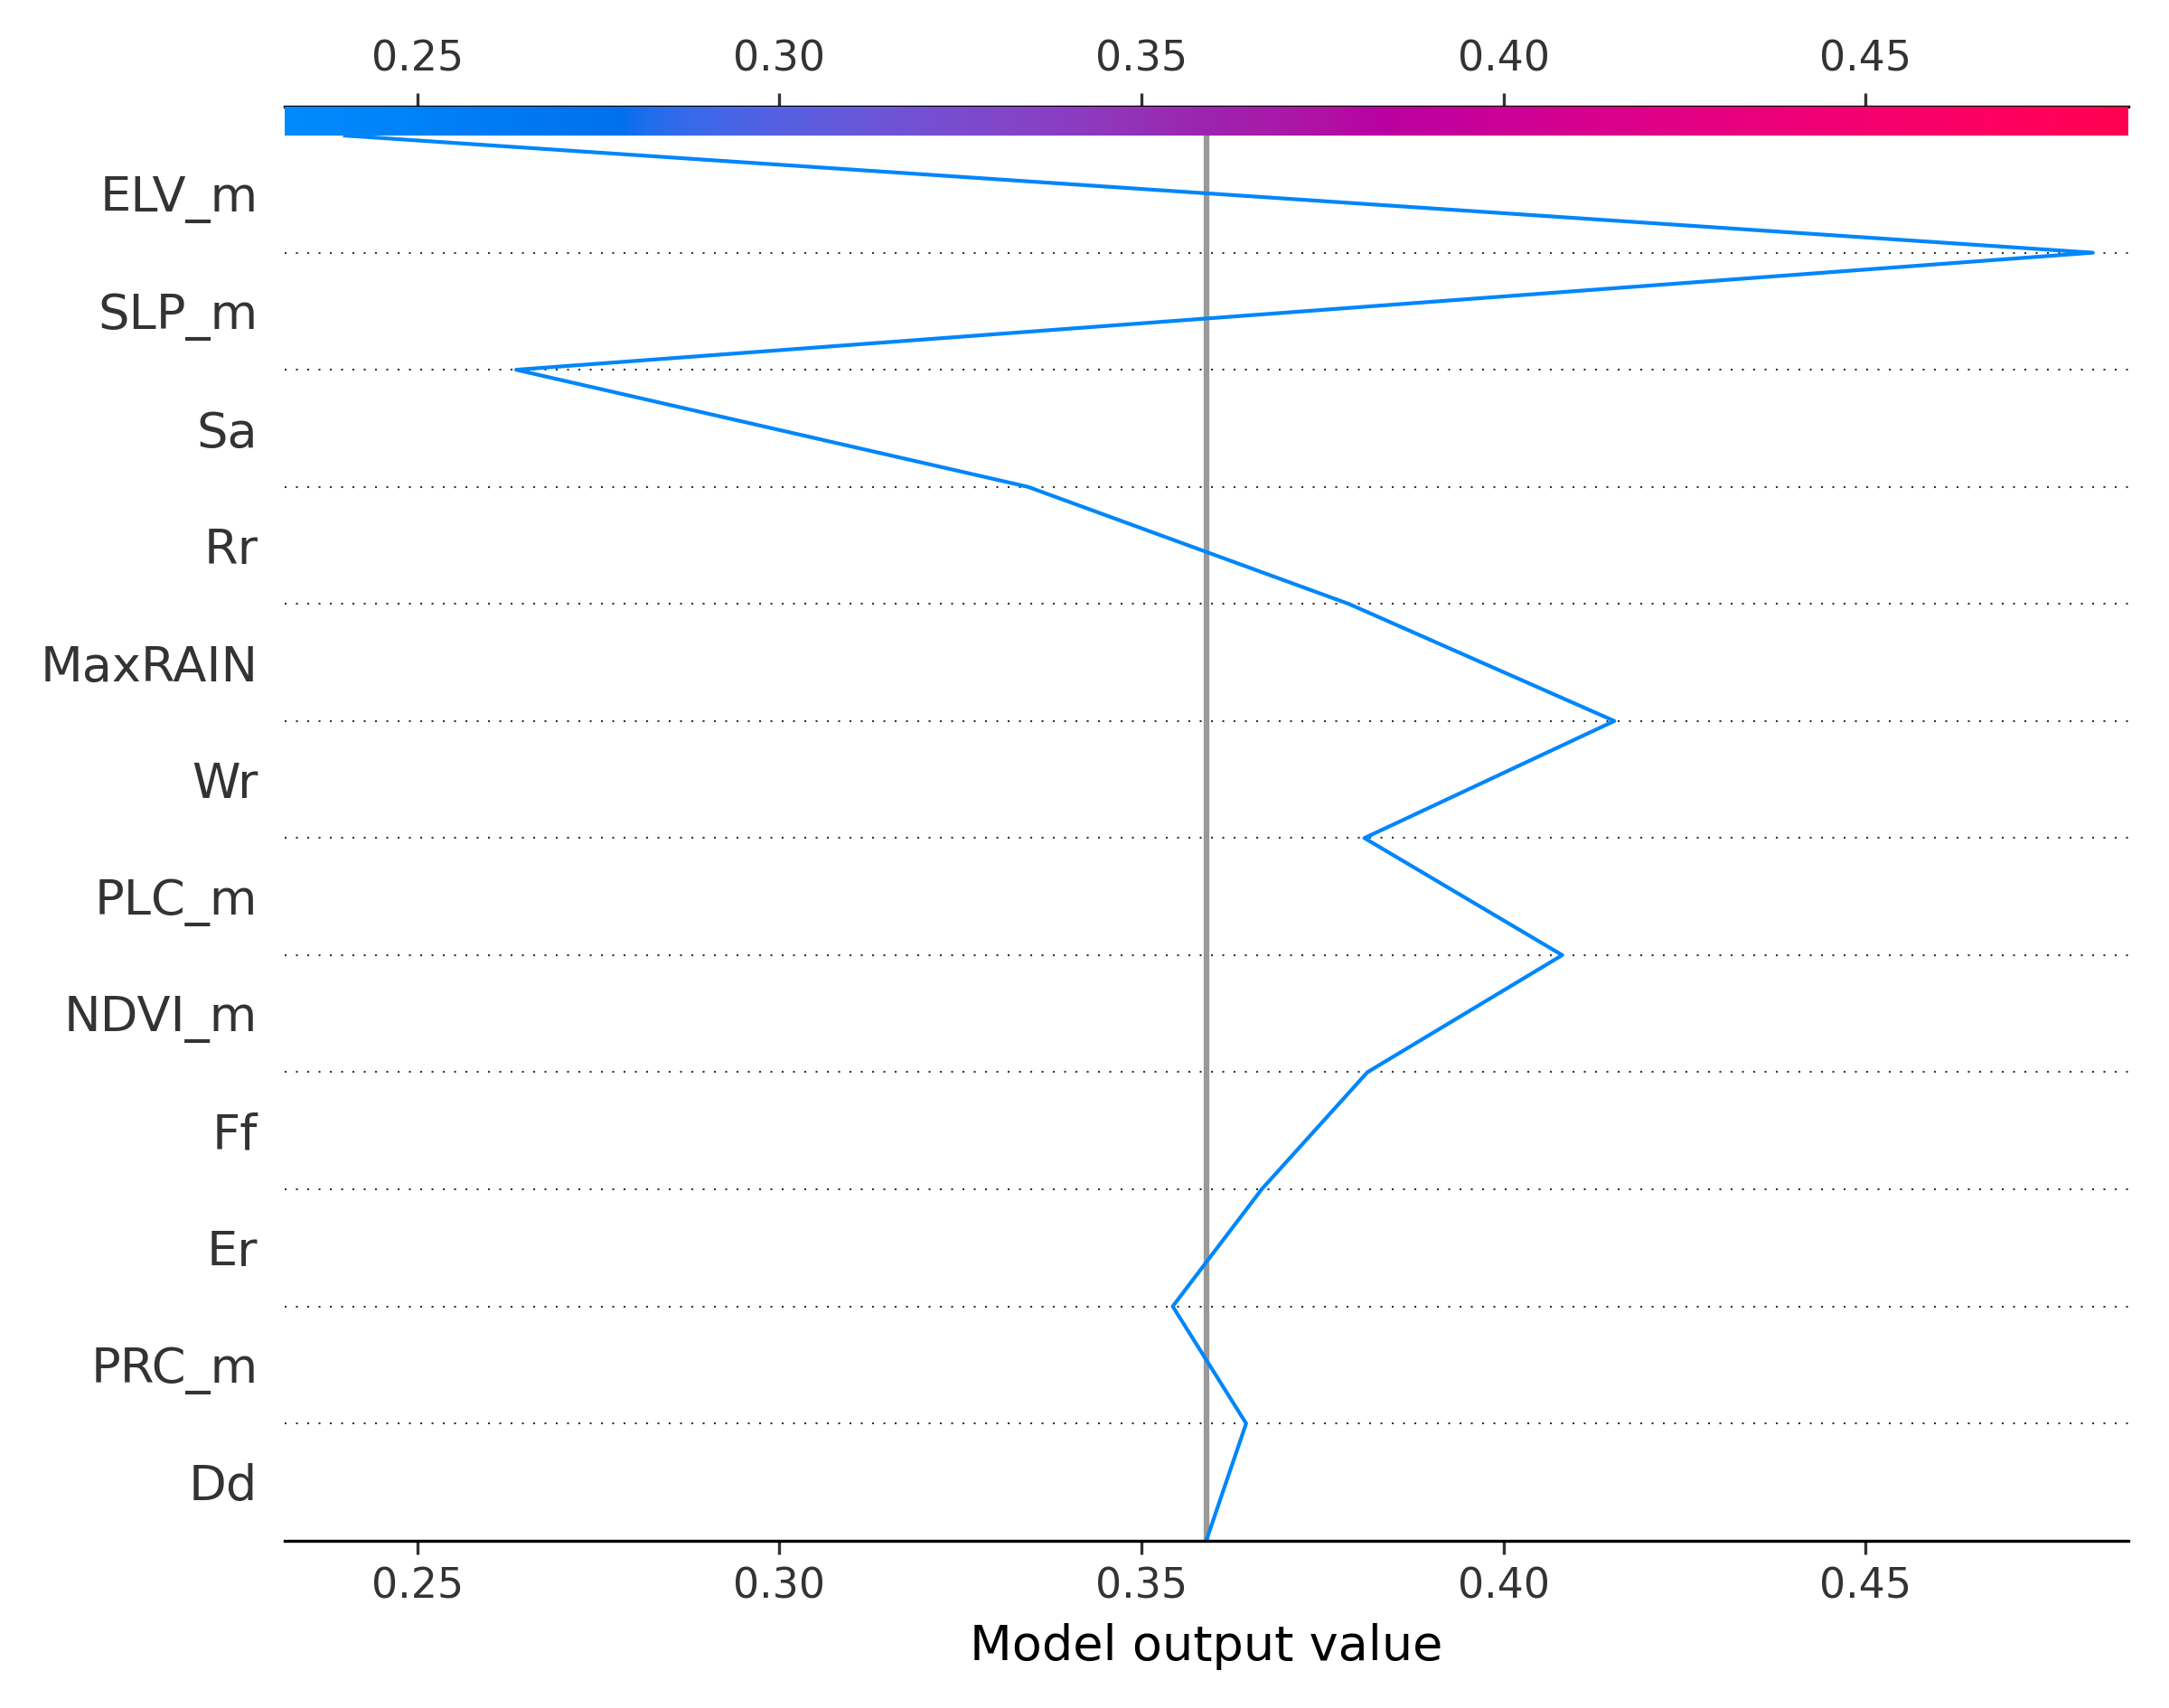 0.25 0.30 0.35 0.40 0.45
ELV_m
SLP_m
Sa
Rr
MaxRAIN
Wr
PLC_m
NDVI_m
Ff
Er
PRC_m
Dd
0.25 0.30 0.35 0.40 0.45
Model output value